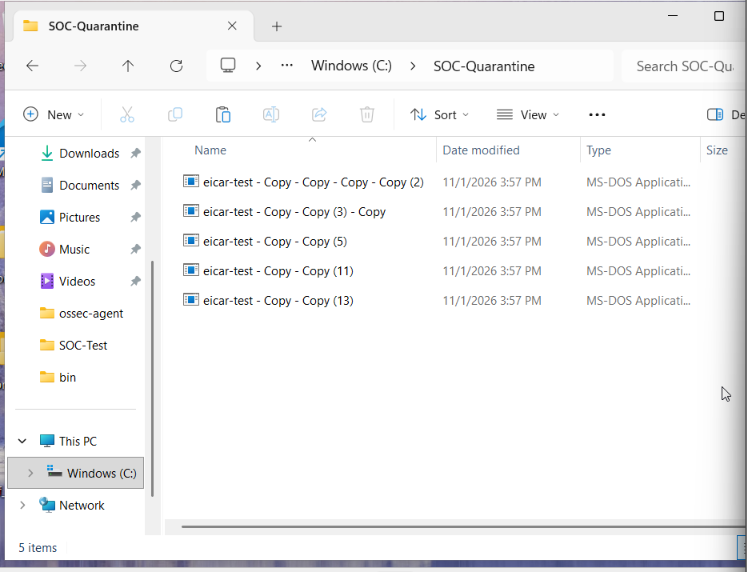 SOC-Quarantine
Windows (C:) SOC-Quarantine Search SOC-Qu
New Sort View De
Name Date modified Type Size
Downloads
Documents
Pictures
Music
Videos
ossec-agent
SOC-Test
bin
This PC
Windows (C:)
Network
eicar-test - Copy - Copy - Copy - Copy (2) 11/1/2026 3:57 PM MS-DOS Applicati...
eicar-test - Copy - Copy (3) - Copy 11/1/2026 3:57 PM MS-DOS Applicati...
eicar-test - Copy - Copy (5) 11/1/2026 3:57 PM MS-DOS Applicati...
eicar-test - Copy - Copy (11) 11/1/2026 3:57 PM MS-DOS Applicati...
eicar-test - Copy - Copy (13) 11/1/2026 3:57 PM MS-DOS Applicati...
5 items